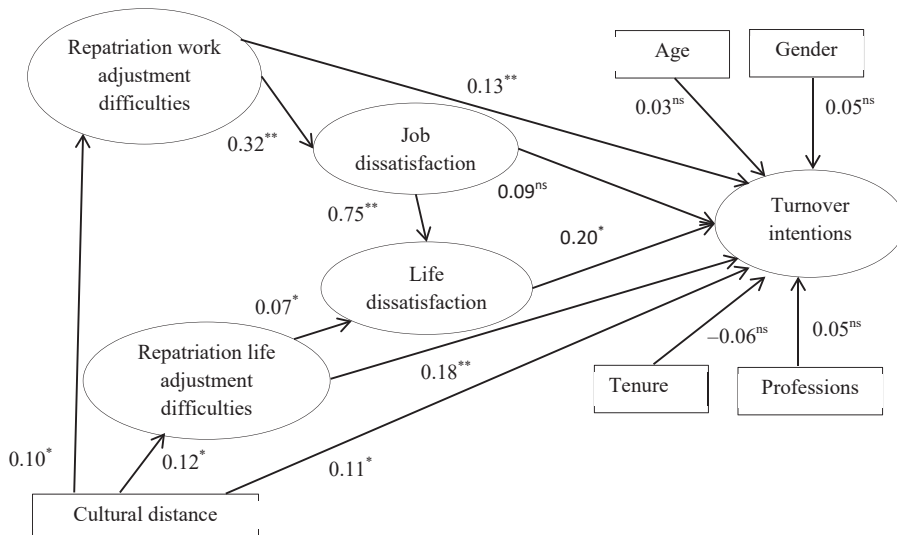 Repatriation work
adjustment
difficulties
Age
Gender
0.13**
0.03ns
0.05ns
0.32**
Job
dissatisfaction
0.09ns
0.75**
Turnover
intentions
0.20*
Life
dissatisfaction
0.07*
Repatriation life
adjustment
difficulties
0.18**
–0.06ns
0.05ns
Tenure
Professions
0.10*
0.12*
0.11*
Cultural distance